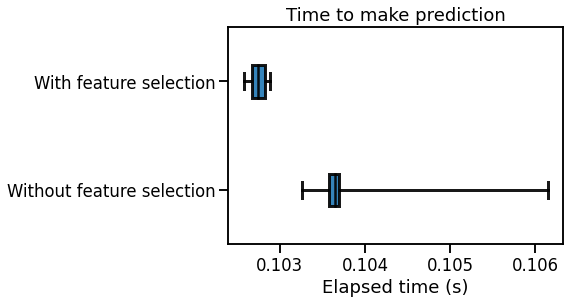 Time to make prediction
With feature selection
Without feature selection
0.103 0.104 0.105 0.106
Elapsed time (s)